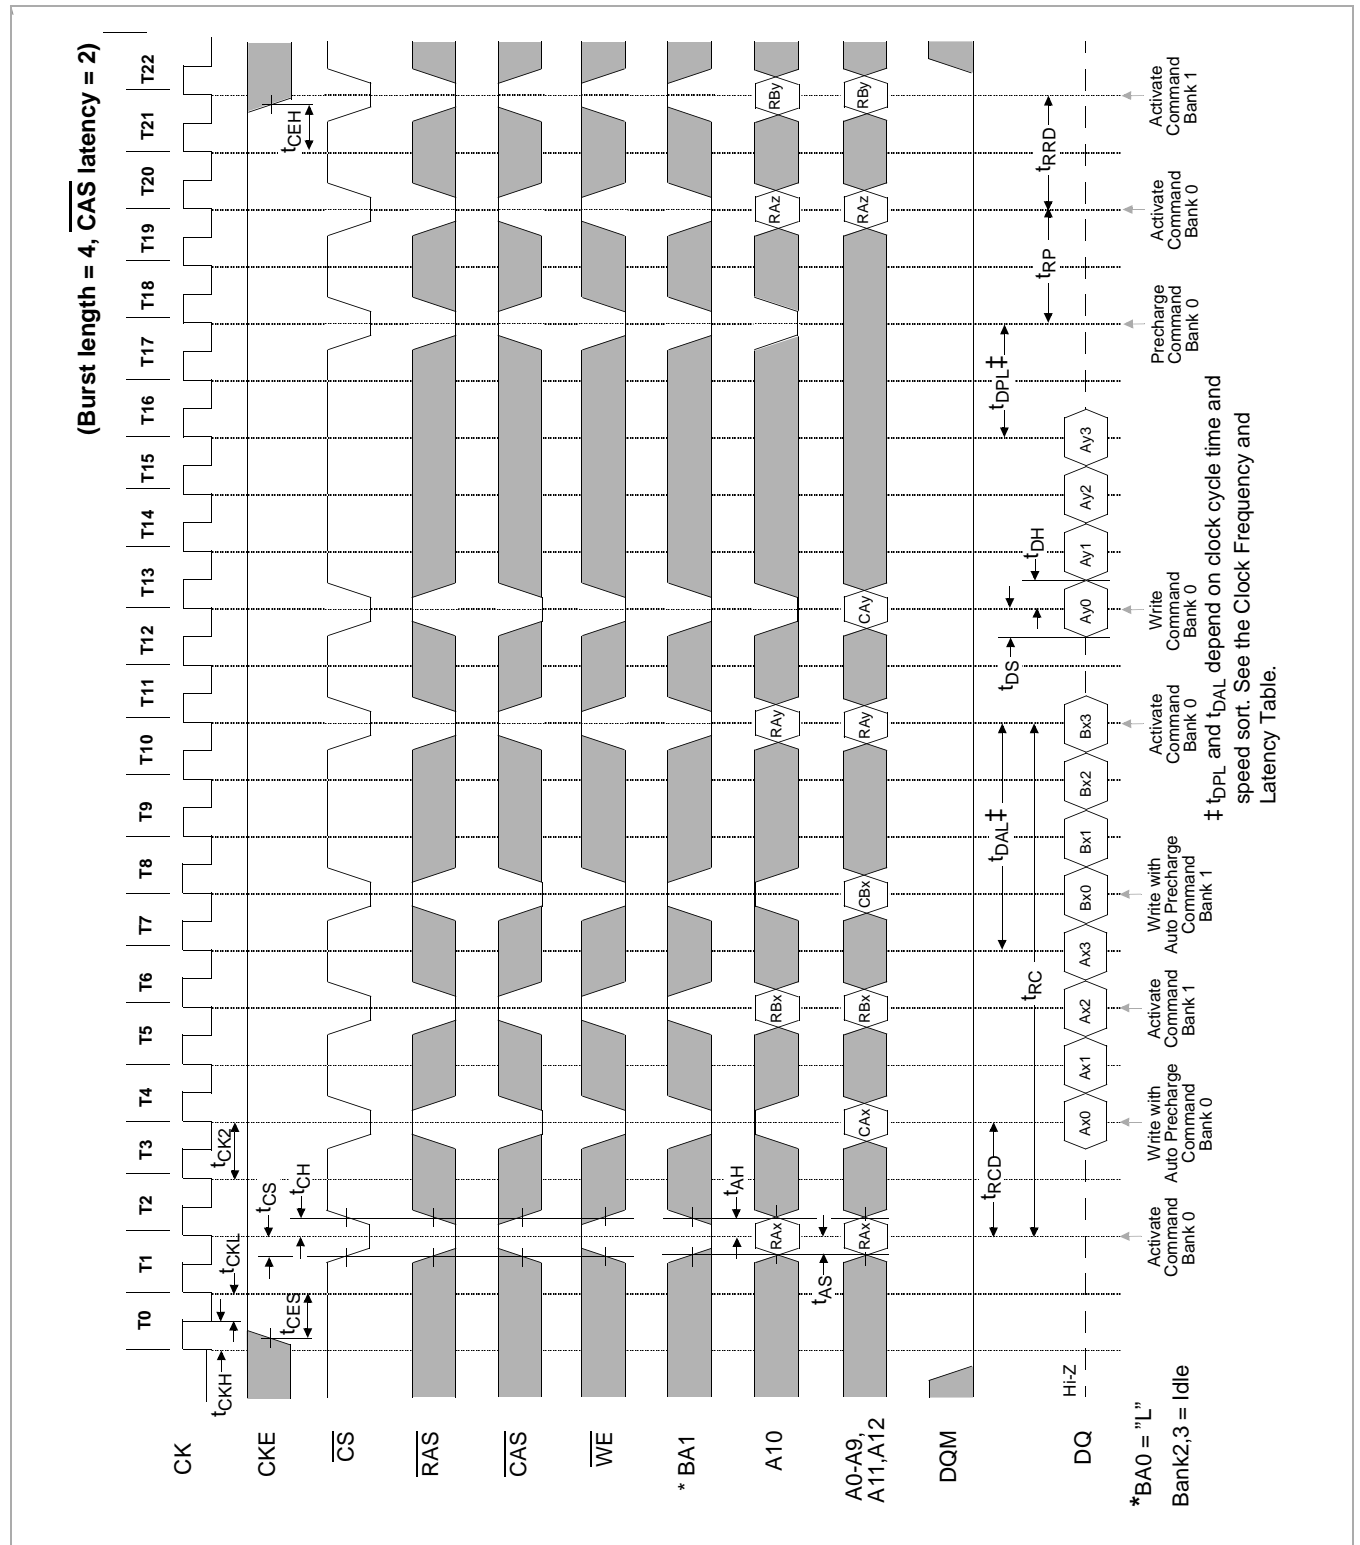 (Burst length = 4, CAS latency = 2)
T0 T1 T2 T3 T4 T5 T6 T7 T8 T9 T10 T11 T12 T13 T14 T15 T16 T17 T18 T19 T20 T21 T22
CK
tCKH
tCKL
tCK2
CKE
tCES
tCS
tCH
tCEH
CS
RAS
CAS
WE
* BA1
tAH
A10
RAx RBx RAy RAz RBy
tAS
A0-A9,
A11,A12
RAx CAx RBx CBx RAy CAy RAz RBy
DQM
tRCD
tDAL‡
tDS
tDPL‡
tRC
tDH
tRP
tRRD
Hi-Z
DQ
Ax0 Ax1 Ax2 Ax3 Bx0 Bx1 Bx2 Bx3 Ay0 Ay1 Ay2 Ay3
*BA0 = ”L”
Bank2,3 = Idle
Activate
Command
Bank 0
Write with
Auto Precharge
Command
Bank 0
Activate
Command
Bank 1
Write with
Auto Precharge
Command
Bank 1
Activate
Command
Bank 0
Write
Command
Bank 0
Precharge
Command
Bank 0
Activate
Command
Bank 0
Activate
Command
Bank 1
‡ tDPL and tDAL depend on clock cycle time and
speed sort. See the Clock Frequency and
Latency Table.